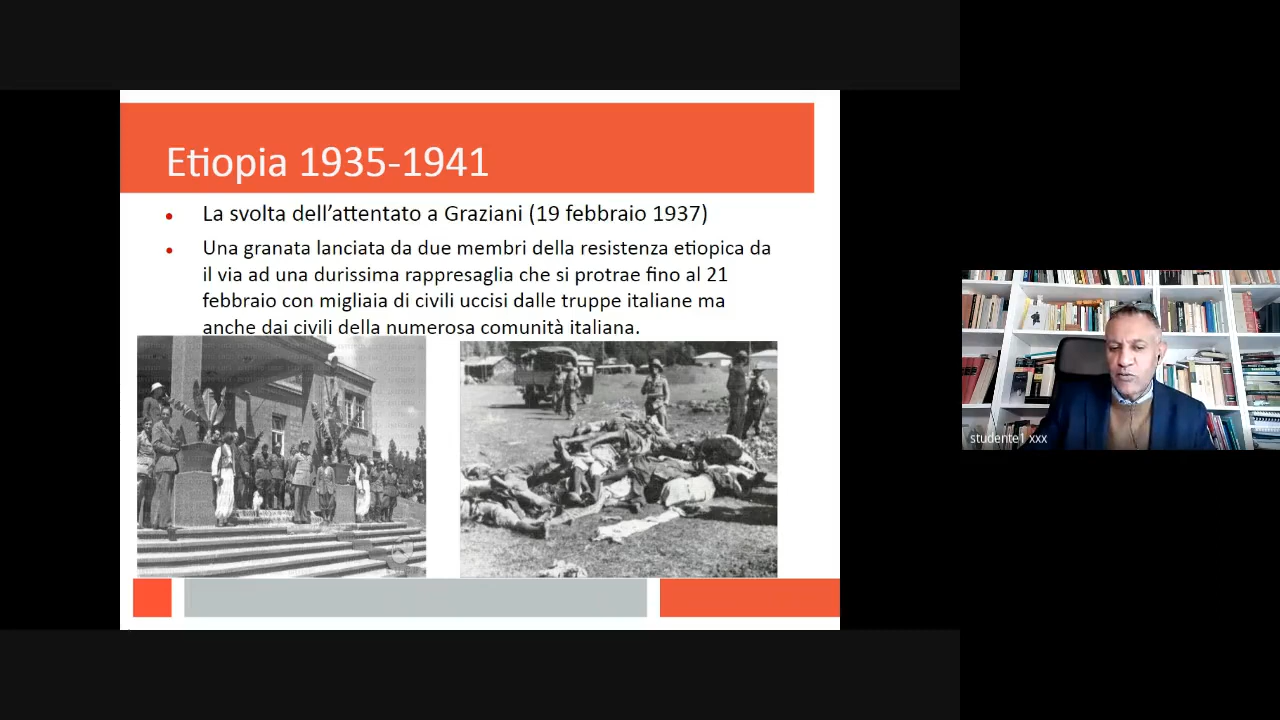 Etiopia 1935-1941
La svolta dell'attentato a Graziani (19 febbraio 1937)
Una granata lanciata da due membri della resistenza etiopica da
il via ad una durissima rappresaglia che si protrae fino al 21
febbraio con migliaia di civili uccisi dalle truppe italiane ma
anche dai civili della numerosa comunità italiana.
studente1 xxx